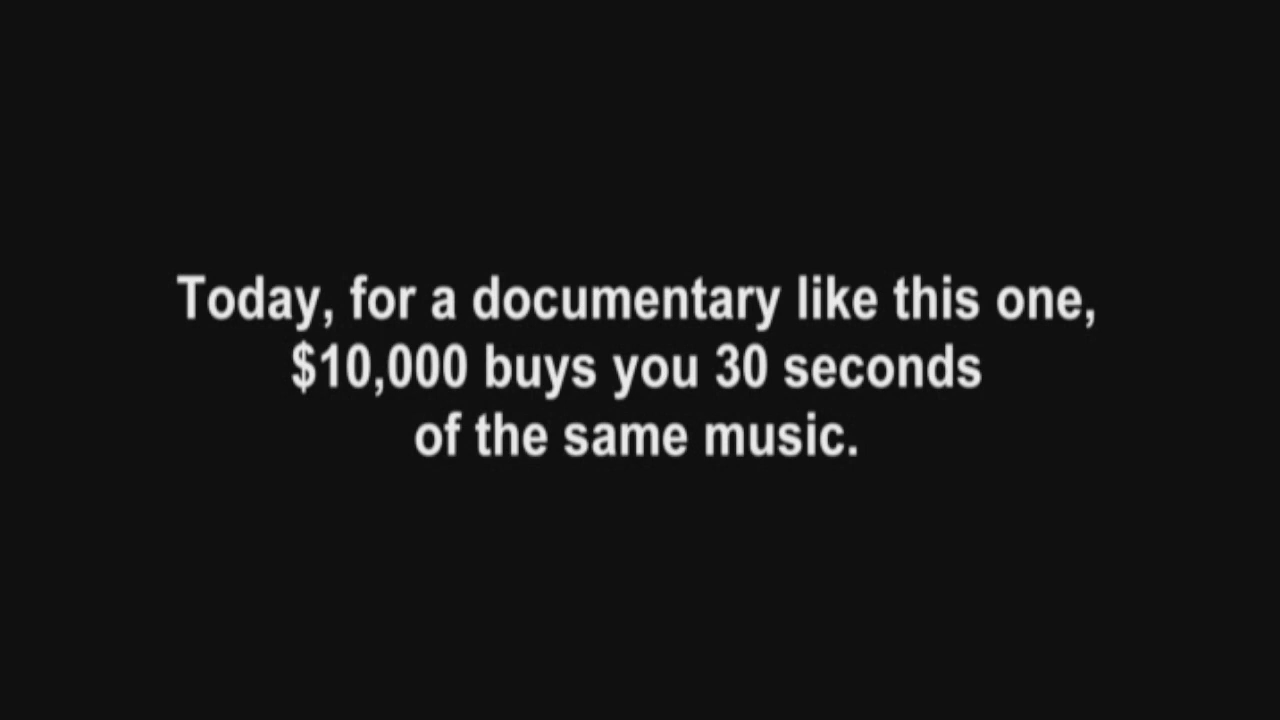 Today, for a documentary like this one,
$10,000 buys you 30 seconds
of the same music.